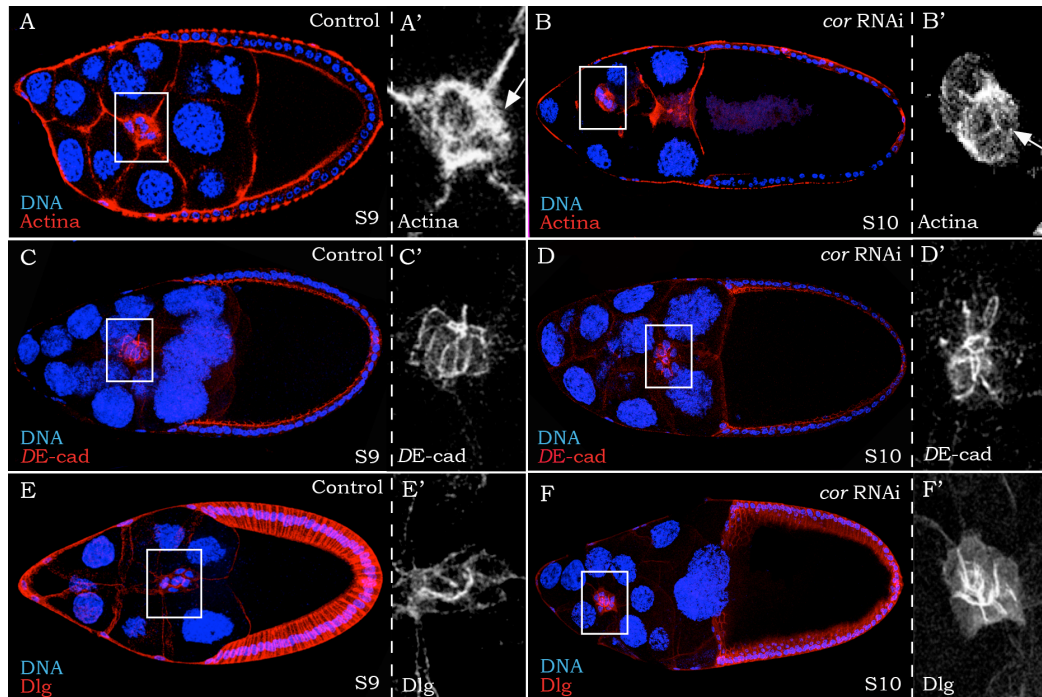 A Control A' B cor RNAi B'
DNA
Actina S9 Actina DNA
Actina S10 Actina
C Control C' D cor RNAi D'
DNA
DE-cad S9 DE-cad DNA
DE-cad S10 DE-cad
E Control E' F cor RNAi F'
DNA
Dlg S9 Dlg DNA
Dlg S10 Dlg